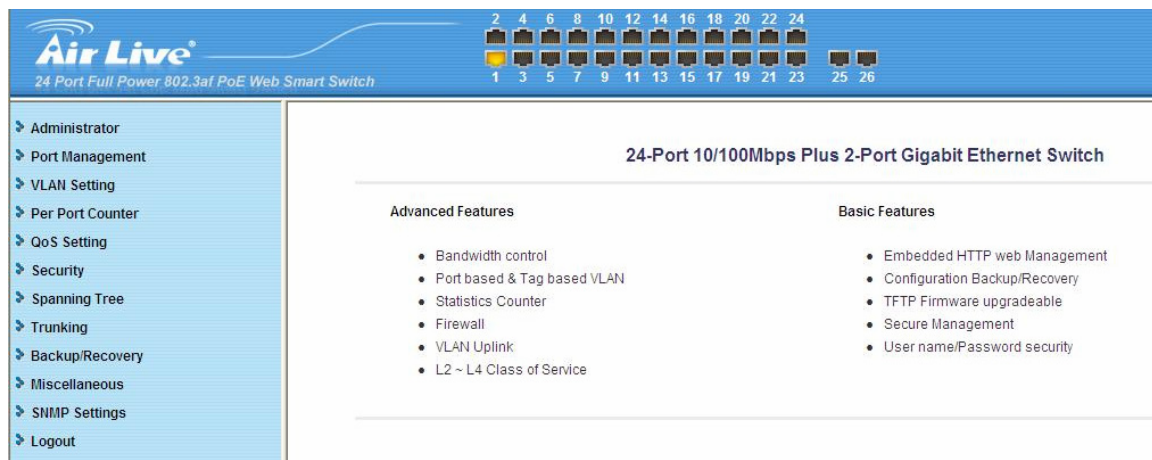 2 4 6 8 10 12 14 16 18 20 22 24
Air Live®
24 Port Full Power 802.3af PoE Web Smart Switch
1 3 5 7 9 11 13 15 17 19 21 23 25 26
Administrator
Port Management
VLAN Setting
Per Port Counter
QoS Setting
Security
Spanning Tree
Trunking
Backup/Recovery
Miscellaneous
SNMP Settings
Logout
24-Port 10/100Mbps Plus 2-Port Gigabit Ethernet Switch
Advanced Features
Bandwidth control
Port based & Tag based VLAN
Statistics Counter
Firewall
VLAN Uplink
L2 ~ L4 Class of Service
Basic Features
Embedded HTTP web Management
Configuration Backup/Recovery
TFTP Firmware upgradeable
Secure Management
User name/Password security